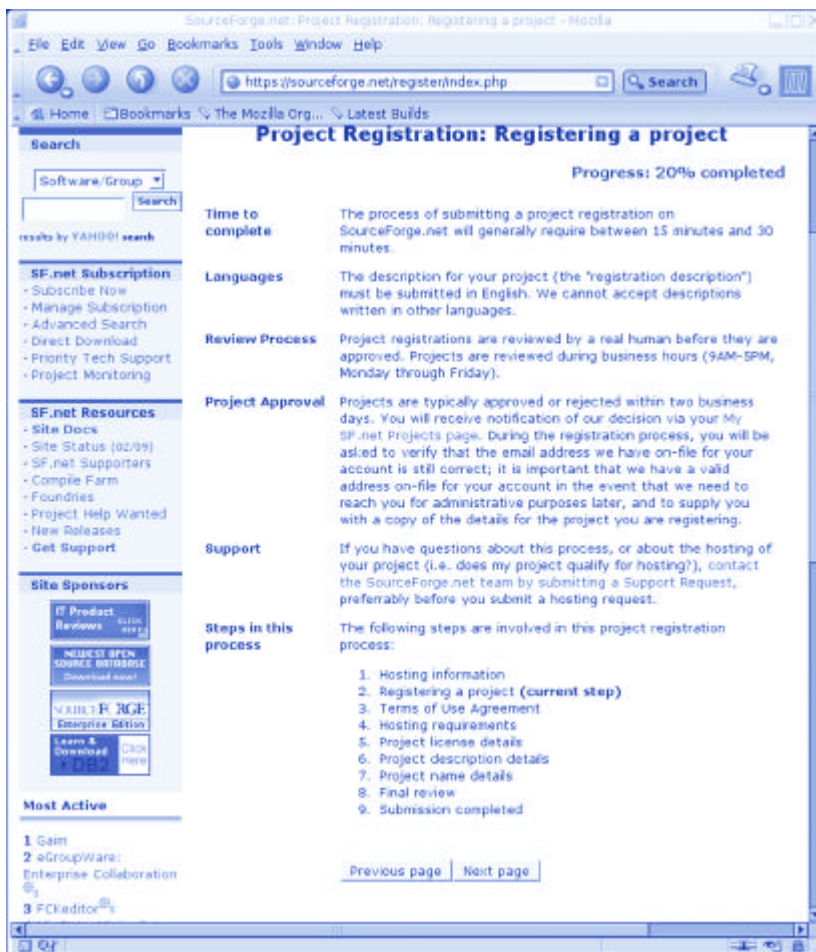 SourceForge.net: Project Registration: Registering a project - Mozilla
File Edit View Go Bookmarks Tools Window Help
https://sourceforge.net/register/index.php
Search
Home Bookmarks The Mozilla Org... Latest Builds
Search
Software/Group
Search
results by YAHOO! search
SF.net Subscription
- Subscribe Now
- Manage Subscription
- Advanced Search
- Direct Download
- Priority Tech Support
- Project Monitoring
SF.net Resources
- Site Docs
- Site Status (02/09)
- SF.net Supporters
- Compile Farm
- Foundries
- Project Help Wanted
- New Releases
- Get Support
Site Sponsors
IT Product
Reviews CLICK
HERE
NEWEST OPEN
SOURCE DATABASE
Download now!
SOURCEFORGE
Enterprise Edition
Learn &
Download
DB2
Click
Here
Most Active
1 Gaim
2 eGroupWare:
Enterprise Collaboration
3 FCKeditor
Project Registration: Registering a project
Progress: 20% completed
Time to
complete
The process of submitting a project registration on
SourceForge.net will generally require between 15 minutes and 30
minutes.
Languages
The description for your project (the "registration description")
must be submitted in English. We cannot accept descriptions
written in other languages.
Review Process
Project registrations are reviewed by a real human before they are
approved. Projects are reviewed during business hours (9AM-5PM,
Monday through Friday).
Project Approval
Projects are typically approved or rejected within two business
days. You will receive notification of our decision via your My
SF.net Projects page. During the registration process, you will be
asked to verify that the email address we have on-file for your
account is still correct; it is important that we have a valid
address on-file for your account in the event that we need to
reach you for administrative purposes later, and to supply you
with a copy of the details for the project you are registering.
Support
If you have questions about this process, or about the hosting of
your project (i.e. does my project qualify for hosting?), contact
the SourceForge.net team by submitting a Support Request,
preferrably before you submit a hosting request.
Steps in this
process
The following steps are involved in this project registration
process:
1. Hosting information
2. Registering a project (current step)
3. Terms of Use Agreement
4. Hosting requirements
5. Project license details
6. Project description details
7. Project name details
8. Final review
9. Submission completed
Previous page Next page